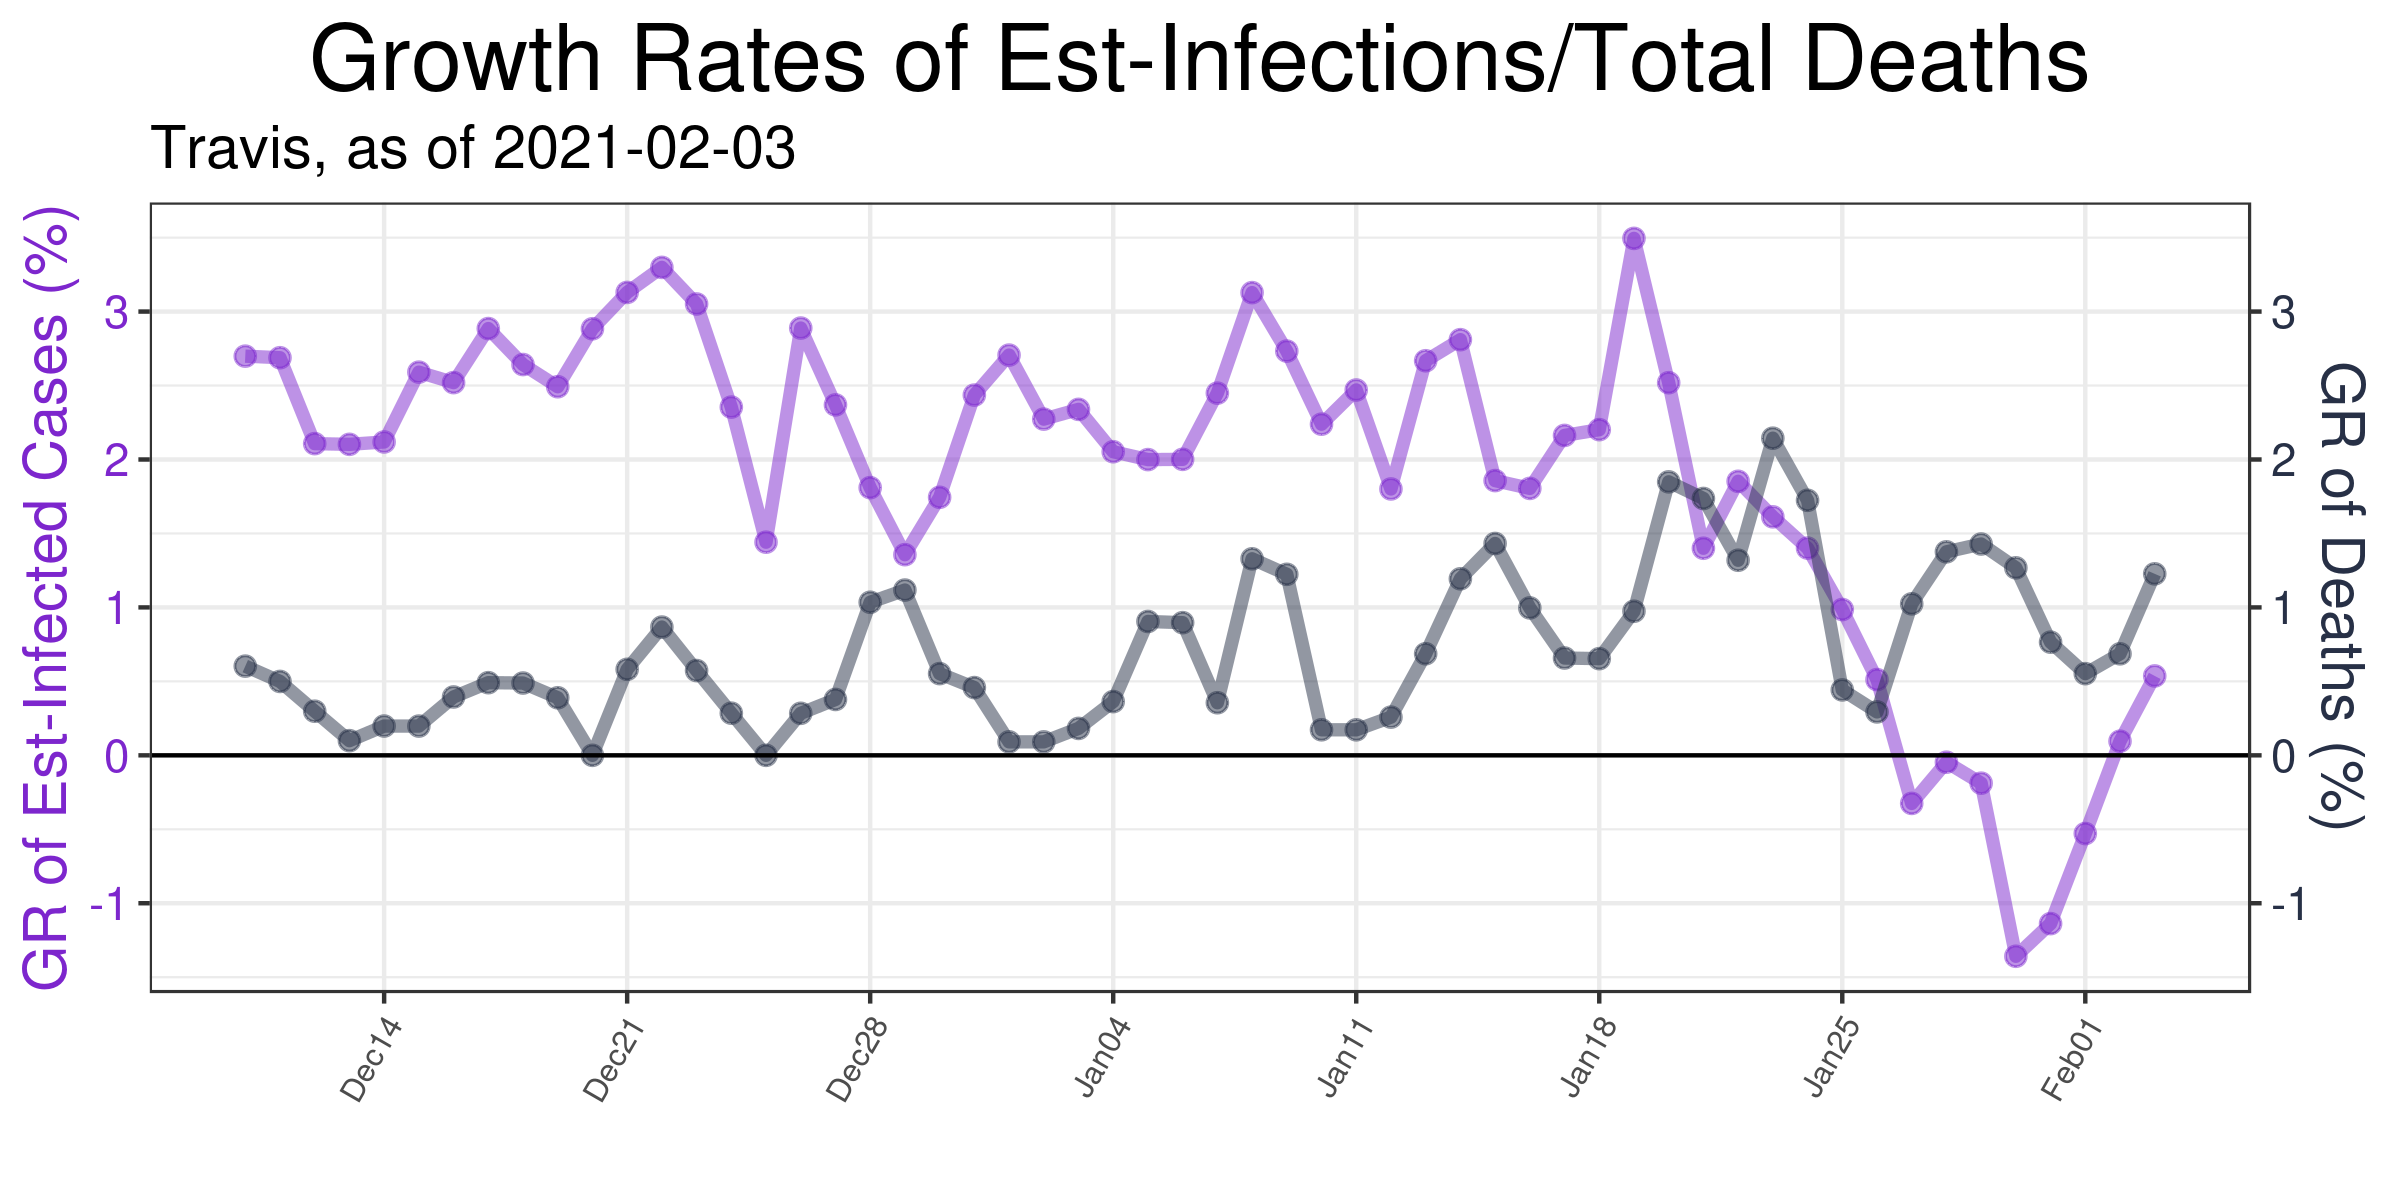 Growth Rates of Est-Infections/Total Deaths
Travis, as of 2021-02-03
GR of Est-Infected Cases (%)
3
2
1
0
-1
3
2
1
0
-1
GR of Deaths (%)
Dec14
Dec21
Dec28
Jan04
Jan11
Jan18
Jan25
Feb01